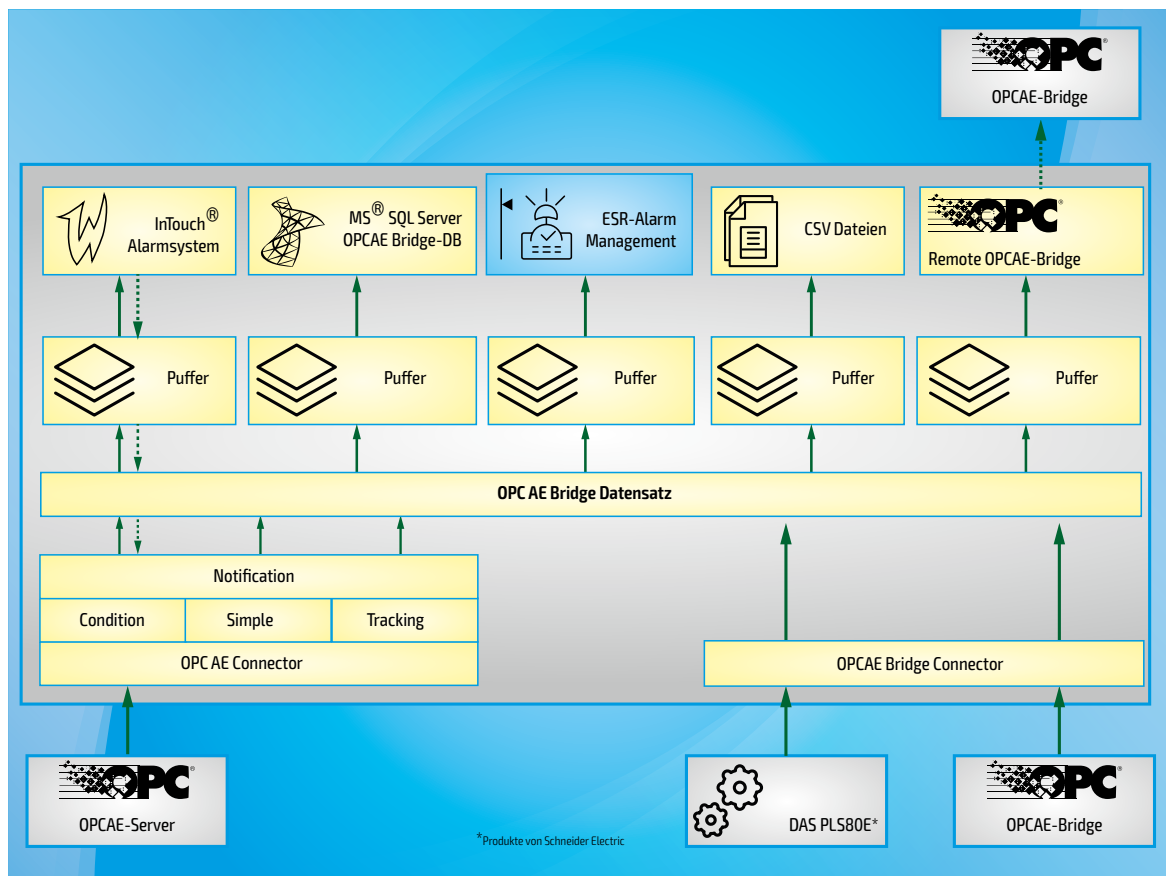 OPC®
OPCAE-Bridge
InTouch®
Alarmsystem
MS® SQL Server
OPCAE Bridge-DB
ESR-Alarm
Management
CSV Dateien
OPC®
Remote OPCAE-Bridge
Puffer
Puffer
Puffer
Puffer
Puffer
OPC AE Bridge Datensatz
Notification
Condition
Simple
Tracking
OPC AE Connector
OPCAE Bridge Connector
OPC®
OPCAE-Server
DAS PLS80E*
OPC®
OPCAE-Bridge
*Produkte von Schneider Electric